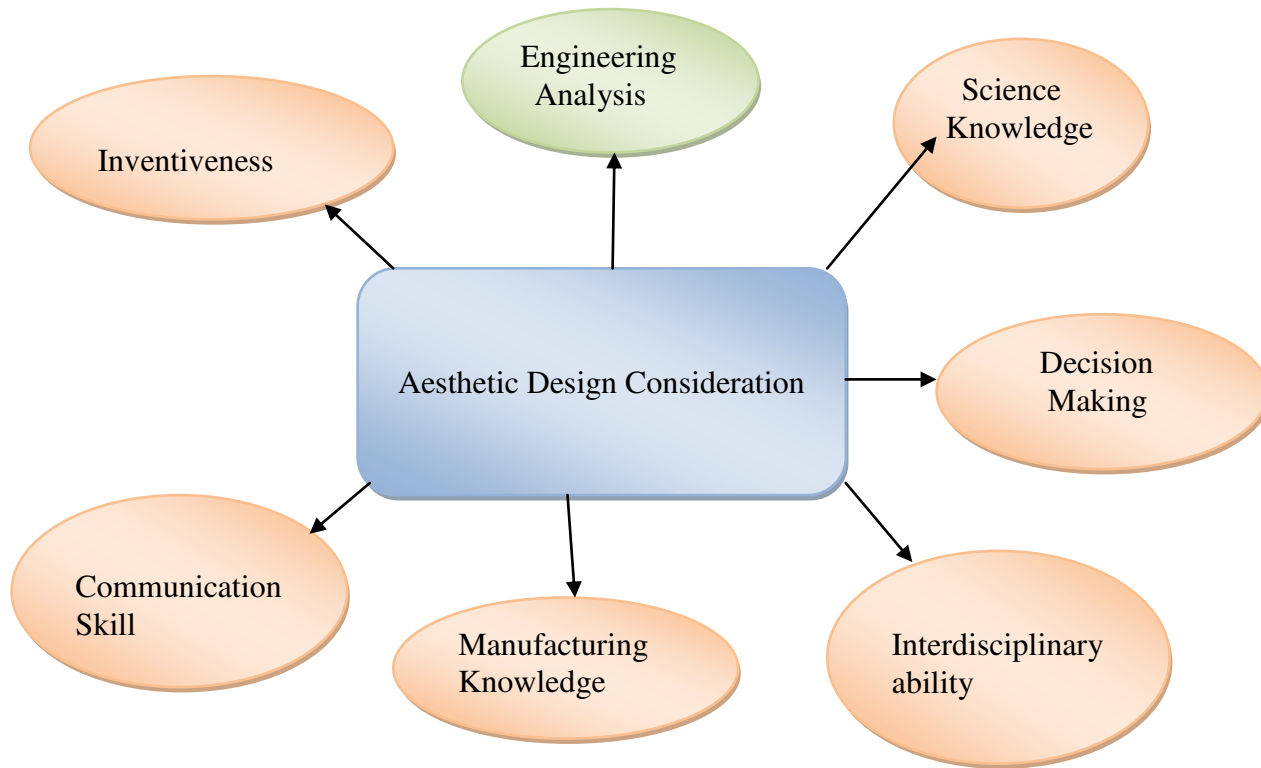 Engineering
Analysis
Science
Knowledge
Inventiveness
Aesthetic Design Consideration
Decision
Making
Communication
Skill
Manufacturing
Knowledge
Interdisciplinary
ability